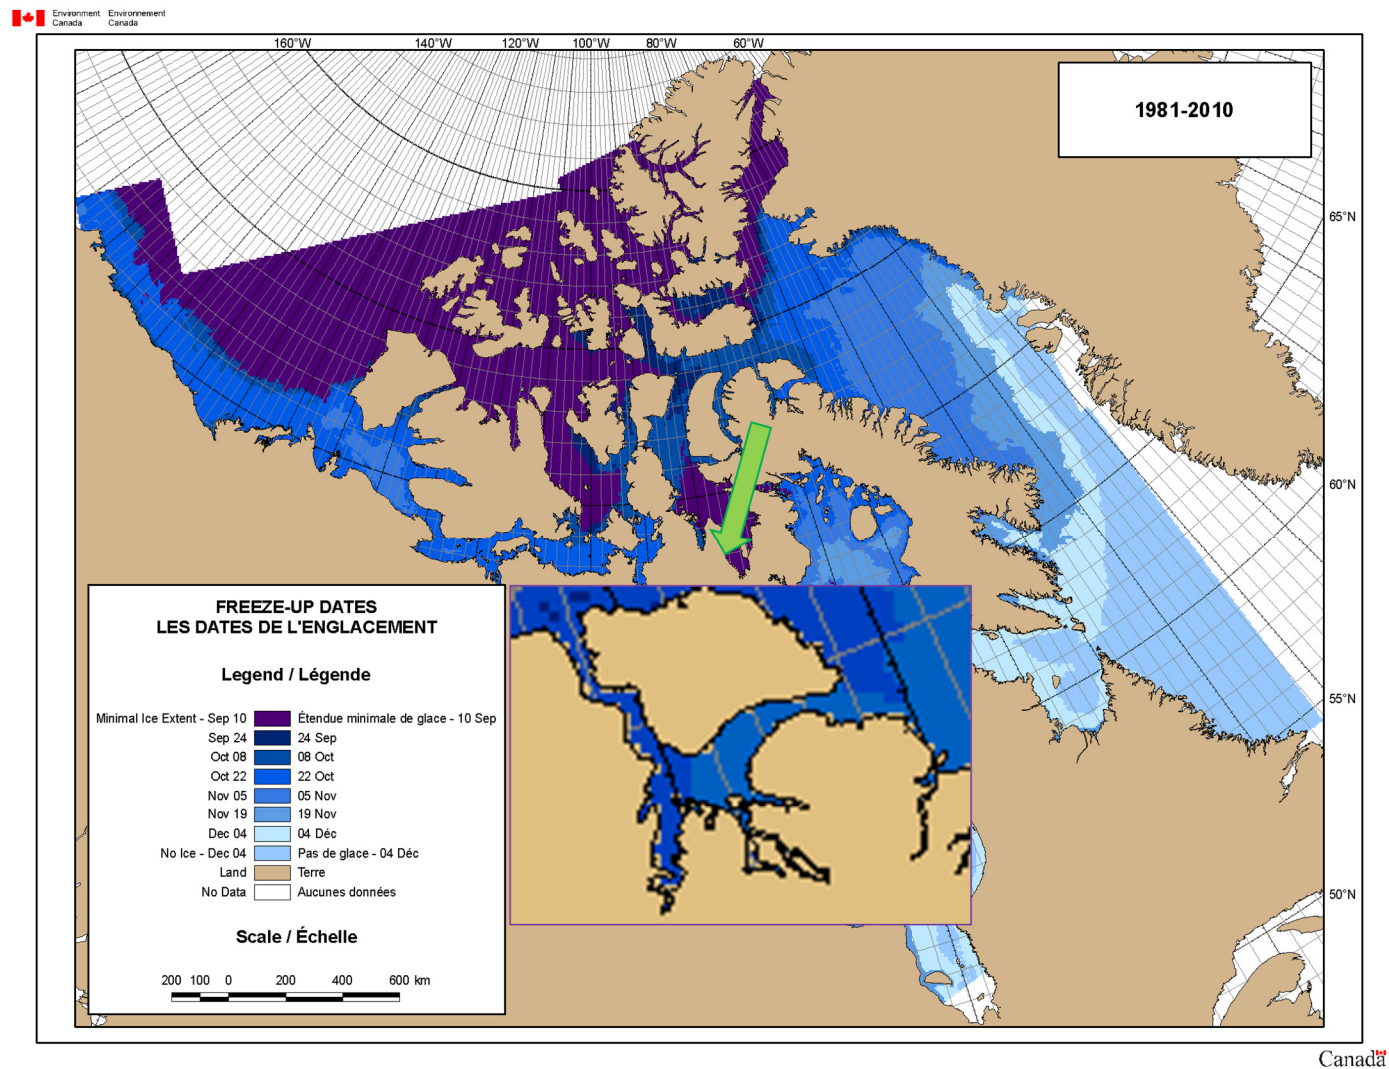 Environment Environnement
Canada Canada
160°W 140°W 120°W 100°W 80°W 60°W
1981-2010
65°N
60°N
55°N
50°N
FREEZE-UP DATES
LES DATES DE L'ENGLACEMENT
Legend / Légende
Minimal Ice Extent - Sep 10 Étendue minimale de glace - 10 Sep
Sep 24 24 Sep
Oct 08 08 Oct
Oct 22 22 Oct
Nov 05 05 Nov
Nov 19 19 Nov
Dec 04 04 Déc
No Ice - Dec 04 Pas de glace - 04 Déc
Land Terre
No Data Aucunes données
Scale / Échelle
200 100 0 200 400 600 km
Canada